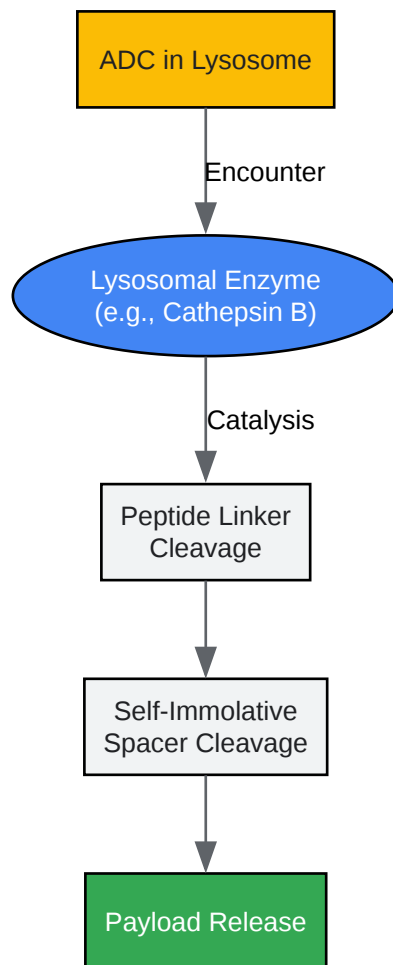 ADC in Lysosome
Encounter
Lysosomal Enzyme
(e.g., Cathepsin B)
Catalysis
Peptide Linker
Cleavage
Self-Immolative
Spacer Cleavage
Payload Release